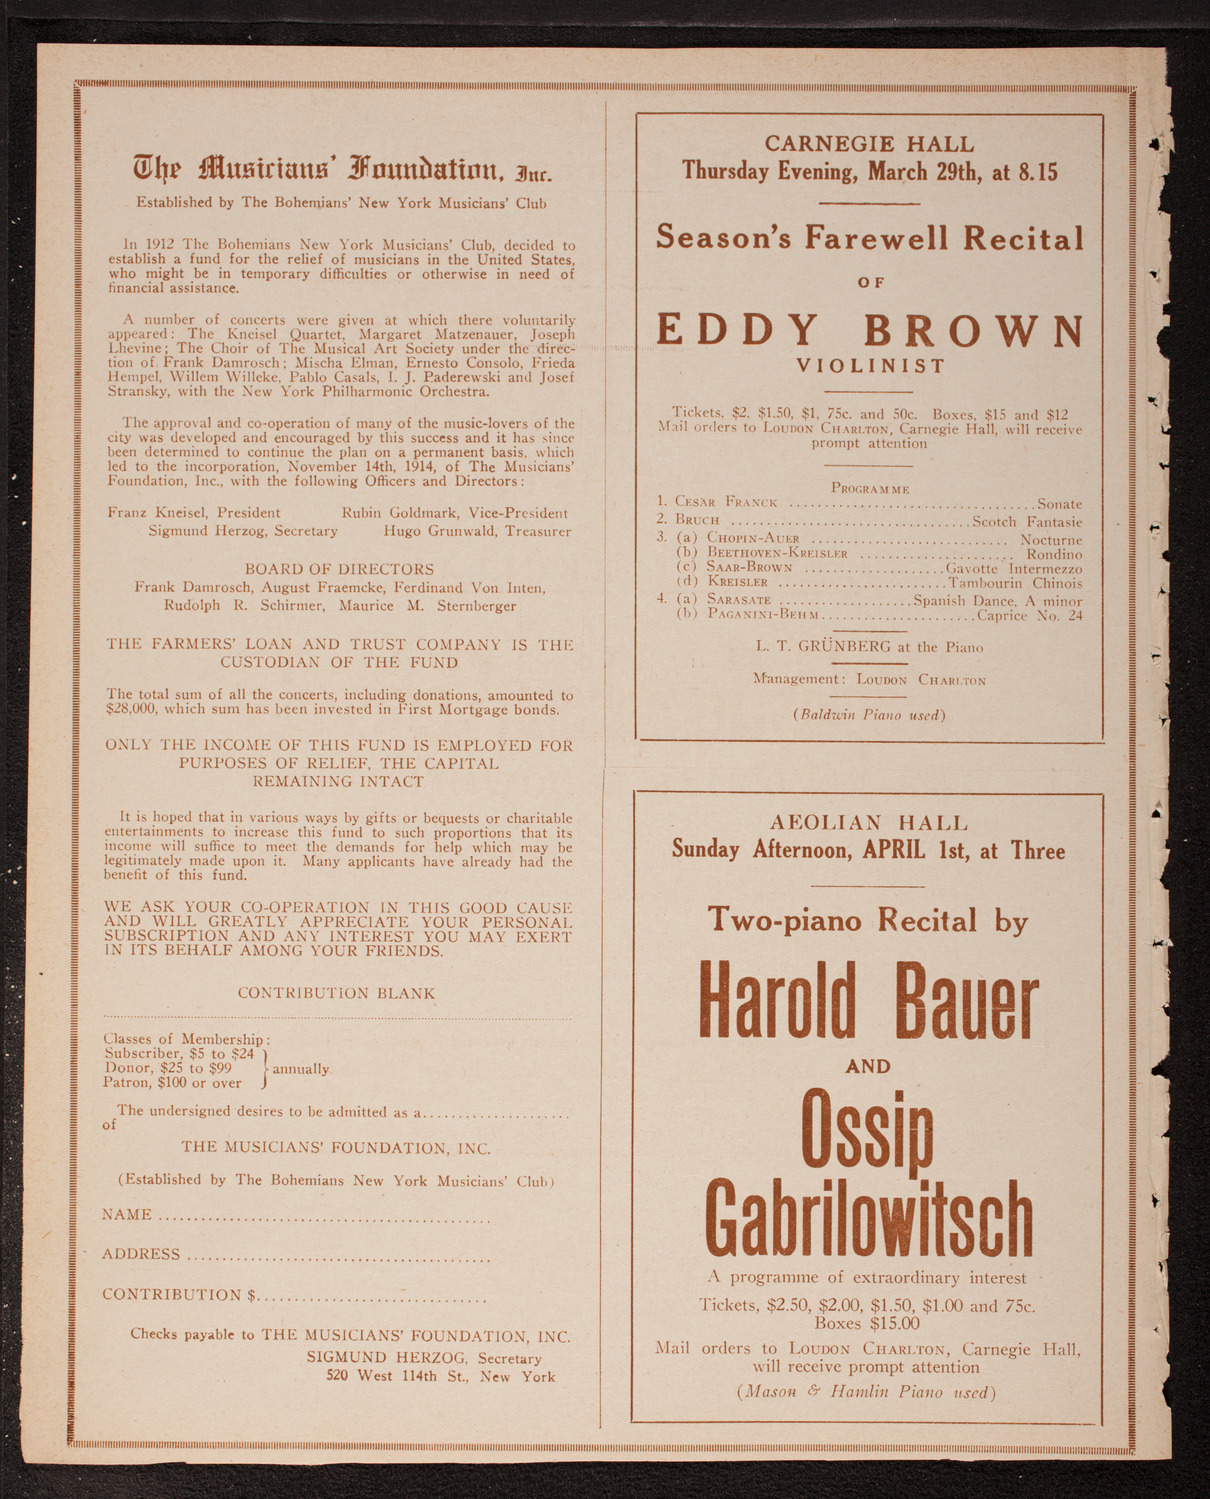 The Musicians' Foundation, Inc.
Established by The Bohemians' New York Musicians' Club
In 1912 The Bohemians New York Musicians' Club, decided to
establish a fund for the relief of musicians in the United States,
who might be in temporary difficulties or otherwise in need of
financial assistance.
A number of concerts were given at which there voluntarily
appeared: The Kneisel Quartet, Margaret Matzenauer, Joseph
Lhevine; The Choir of The Musical Art Society under the direc-
tion of Frank Damrosch; Mischa Elman, Ernesto Consolo, Frieda
Hempel, Willem Willeke, Pablo Casals, I. J. Paderewski and Josef
Stransky, with the New York Philharmonic Orchestra.
The approval and co-operation of many of the music-lovers of the
city was developed and encouraged by this success and it has since
been determined to continue the plan on a permanent basis, which
led to the incorporation, November 14th, 1914, of The Musicians'
Foundation, Inc., with the following Officers and Directors:
Franz Kneisel, President Rubin Goldmark, Vice-President
Sigmund Herzog, Secretary Hugo Grunwald, Treasurer
BOARD OF DIRECTORS
Frank Damrosch, August Fraemcke, Ferdinand Von Inten,
Rudolph R. Schirmer, Maurice M. Sternberger
THE FARMERS' LOAN AND TRUST COMPANY IS THE
CUSTODIAN OF THE FUND
The total sum of all the concerts, including donations, amounted to
$28,000, which sum has been invested in First Mortgage bonds.
ONLY THE INCOME OF THIS FUND IS EMPLOYED FOR
PURPOSES OF RELIEF, THE CAPITAL
REMAINING INTACT
It is hoped that in various ways by gifts or bequests or charitable
entertainments to increase this fund to such proportions that its
income will suffice to meet the demands for help which may be
legitimately made upon it. Many applicants have already had the
benefit of this fund.
WE ASK YOUR CO-OPERATION IN THIS GOOD CAUSE
AND WILL GREATLY APPRECIATE YOUR PERSONAL
SUBSCRIPTION AND ANY INTEREST YOU MAY EXERT
IN ITS BEHALF AMONG YOUR FRIENDS.
CONTRIBUTION BLANK
Classes of Membership:
Subscriber, $5 to $24
Donor, $25 to $99 } annually
Patron, $100 or over
The undersigned desires to be admitted as a....................
of
THE MUSICIANS' FOUNDATION, INC.
(Established by The Bohemians New York Musicians' Club)
NAME ..............................................
ADDRESS ..........................................
CONTRIBUTION $................................
Checks payable to THE MUSICIANS' FOUNDATION, INC.
SIGMUND HERZOG, Secretary
520 West 114th St., New York
CARNEGIE HALL
Thursday Evening, March 29th, at 8.15
Season's Farewell Recital
OF
EDDY BROWN
VIOLINIST
Tickets, $2, $1.50, $1, 75c. and 50c. Boxes, $15 and $12
Mail orders to LOUDON CHARLTON, Carnegie Hall, will receive
prompt attention
PROGRAMME
1. CESAR FRANCK ...................................Sonate
2. BRUCH ..................................Scotch Fantasie
3. (a) CHOPIN-AUER ............................ Nocturne
(b) BEETHOVEN-KREISLER ...................... Rondino
(c) SAAR-BROWN ....................Gavotte Intermezzo
(d) KREISLER ........................Tambourin Chinois
4. (a) SARASATE ...................Spanish Dance, A minor
(b) PAGANINI-BEHM......................Caprice No. 24
L. T. GRÜNBERG at the Piano
Management: LOUDON CHARLTON
(Baldwin Piano used)
AEOLIAN HALL
Sunday Afternoon, APRIL 1st, at Three
Two-piano Recital by
Harold Bauer
AND
Ossip
Gabrilowitsch
A programme of extraordinary interest
Tickets, $2.50, $2.00, $1.50, $1.00 and 75c.
Boxes $15.00
Mail orders to LOUDON CHARLTON, Carnegie Hall,
will receive prompt attention
(Mason & Hamlin Piano used)